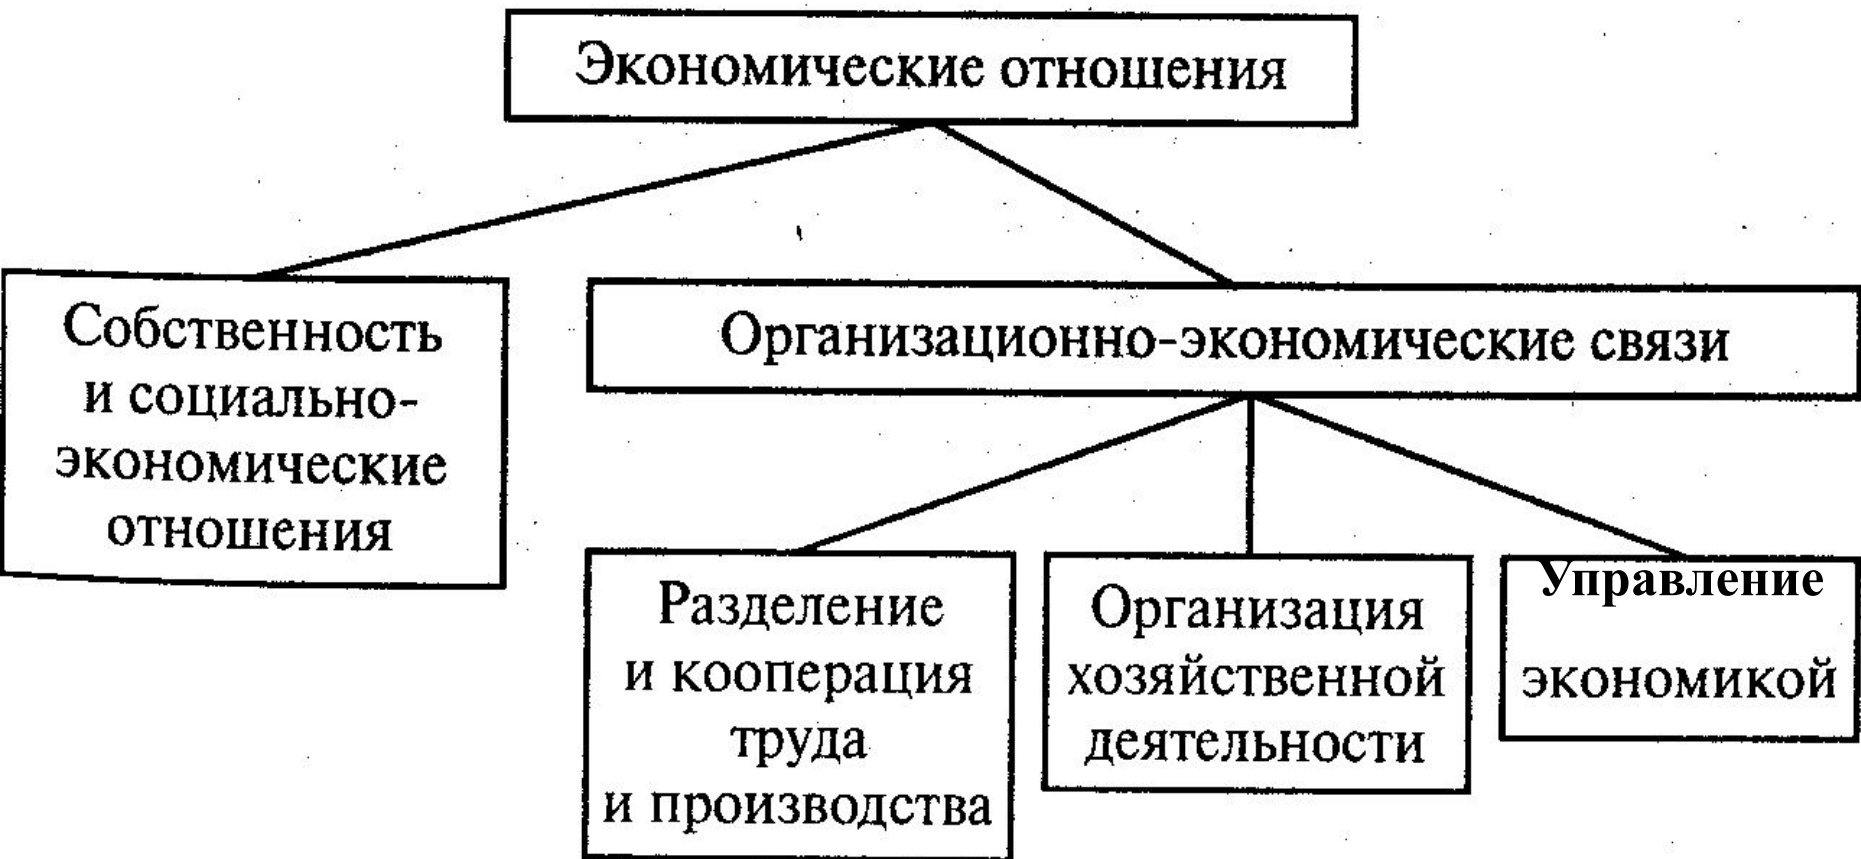 Экономические отношения
Собственность
и социально-
экономические
отношения
Организационно-экономические связи
Разделение
и кооперация
труда
и производства
Организация
хозяйственной
деятельности
Управление
экономикой